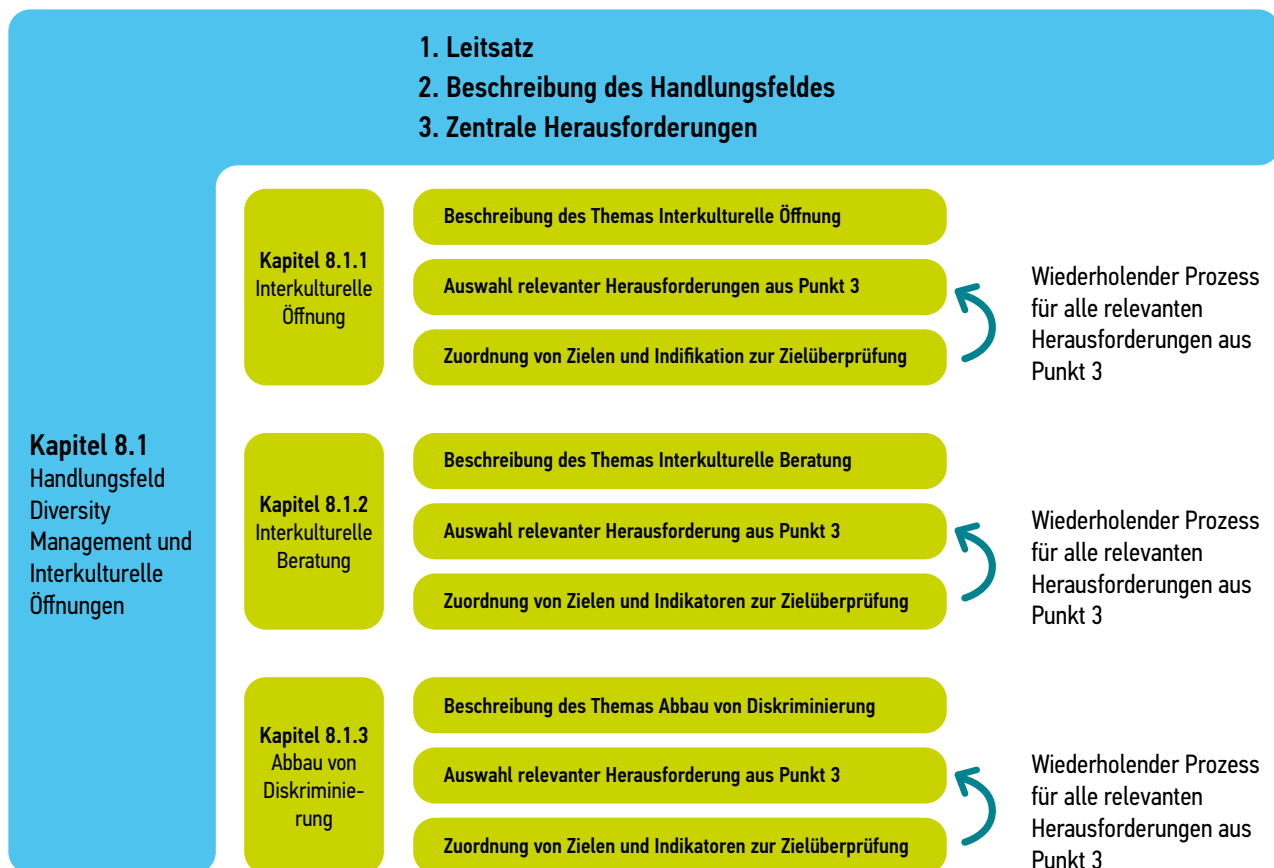 1. Leitsatz
2. Beschreibung des Handlungsfeldes
3. Zentrale Herausforderungen
Kapitel 8.1
Handlungsfeld
Diversity
Management und
Interkulturelle
Öffnungen
Kapitel 8.1.1
Interkulturelle
Öffnung
Beschreibung des Themas Interkulturelle Öffnung
Auswahl relevanter Herausforderungen aus Punkt 3
Zuordnung von Zielen und Indifikation zur Zielüberprüfung
Wiederholender Prozess
für alle relevanten
Herausforderungen aus
Punkt 3
Kapitel 8.1.2
Interkulturelle
Beratung
Beschreibung des Themas Interkulturelle Beratung
Auswahl relevanter Herausforderung aus Punkt 3
Zuordnung von Zielen und Indikatoren zur Zielüberprüfung
Wiederholender Prozess
für alle relevanten
Herausforderungen aus
Punkt 3
Kapitel 8.1.3
Abbau von
Diskriminie-
rung
Beschreibung des Themas Abbau von Diskriminierung
Auswahl relevanter Herausforderung aus Punkt 3
Zuordnung von Zielen und Indikatoren zur Zielüberprüfung
Wiederholender Prozess
für alle relevanten
Herausforderungen aus
Punkt 3